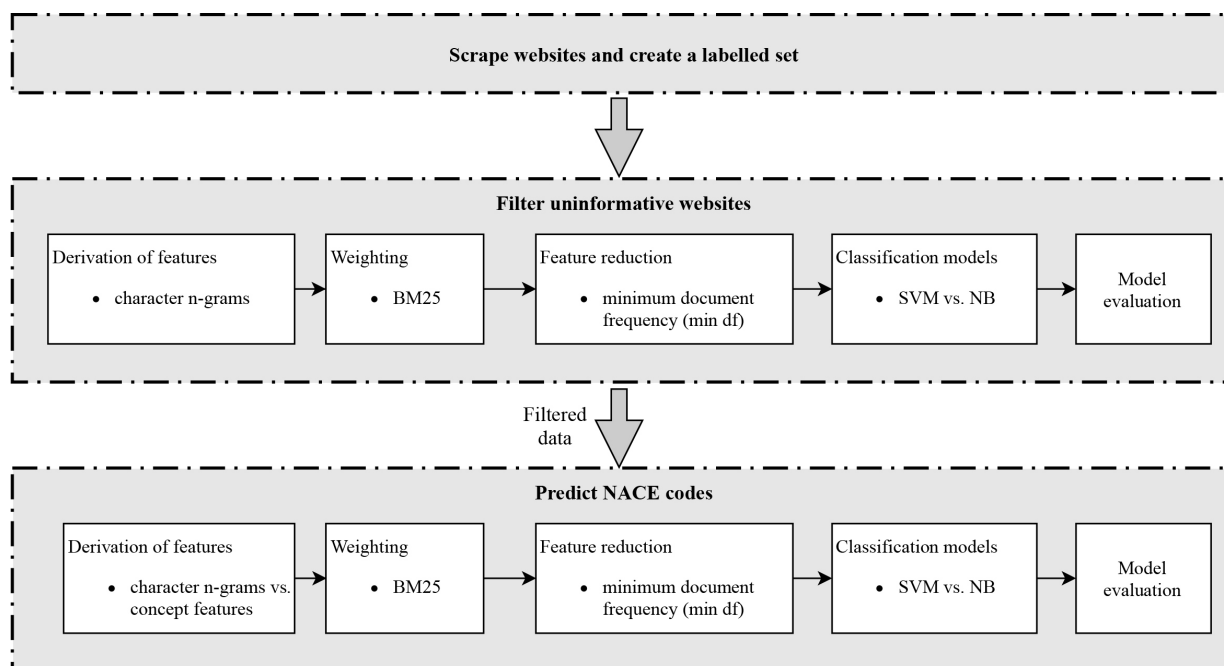 Scrape websites and create a labelled set
Filter uninformative websites
Derivation of features
• character n-grams
Weighting
• BM25
Feature reduction
• minimum document
frequency (min df)
Classification models
• SVM vs. NB
Model
evaluation
Filtered
data
Predict NACE codes
Derivation of features
• character n-grams vs.
concept features
Weighting
• BM25
Feature reduction
• minimum document
frequency (min df)
Classification models
• SVM vs. NB
Model
evaluation